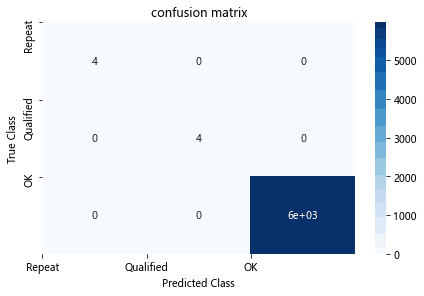 confusion matrix
Repeat
4 0 0
Qualified
0 4 0
OK
0 0 6e+03
True Class
Repeat Qualified OK
Predicted Class
5000
4000
3000
2000
1000
0